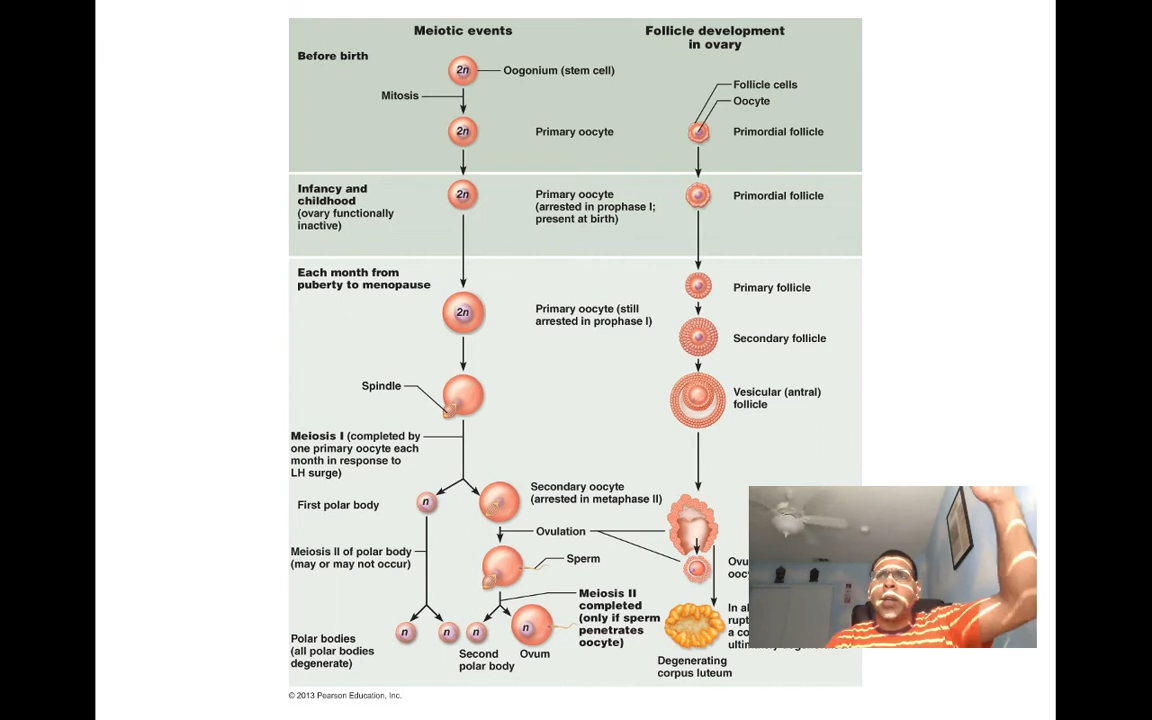 Meiotic events
Follicle development
in ovary
Before birth
2n
Oogonium (stem cell)
Mitosis
Follicle cells
Oocyte
2n
Primary oocyte
Primordial follicle
Infancy and
childhood
(ovary functionally
inactive)
2n
Primary oocyte
(arrested in prophase I;
present at birth)
Primordial follicle
Each month from
puberty to menopause
2n
Primary oocyte (still
arrested in prophase I)
Primary follicle
Secondary follicle
Spindle
Vesicular (antral)
follicle
Meiosis I (completed by
one primary oocyte each
month in response to
LH surge)
First polar body
n
Secondary oocyte
(arrested in metaphase II)
Ovulation
Meiosis II of polar body
(may or may not occur)
Sperm
Meiosis II
completed
(only if sperm
penetrates
oocyte)
Polar bodies
(all polar bodies
degenerate)
n
n
n
n
Second
polar body
Ovum
Degenerating
corpus luteum
© 2013 Pearson Education, Inc.